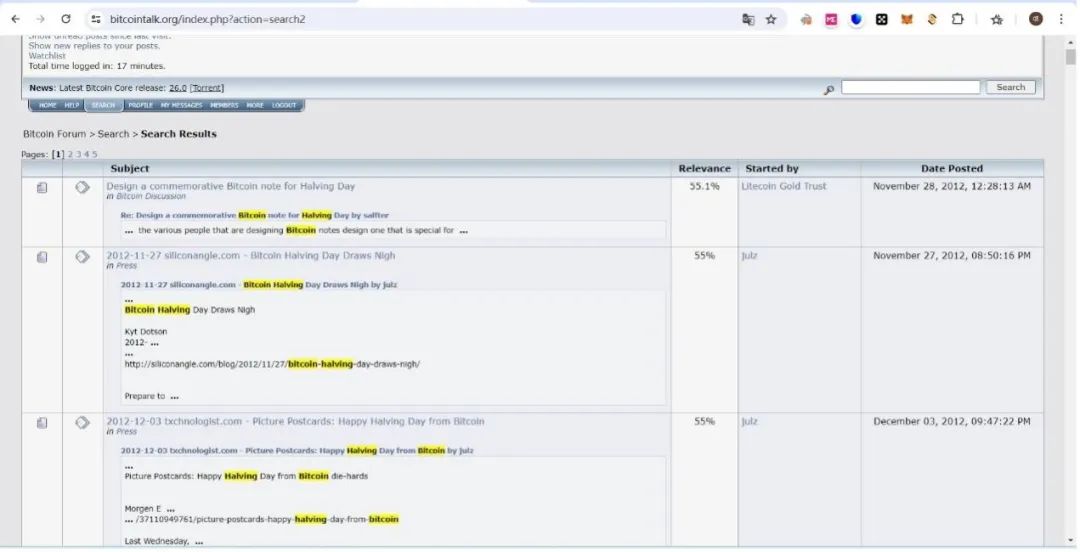 bitcointalk.org/index.php?action=search2
Show unread posts since last visit.
Show new replies to your posts.
Watchlist
Total time logged in: 17 minutes.
News: Latest Bitcoin Core release: 26.0 [Torrent]
Search
HOME HELP SEARCH PROFILE MY MESSAGES MEMBERS MORE LOGOUT
Bitcoin Forum > Search > Search Results
Pages: [1] 2 3 4 5
Subject Relevance Started by Date Posted
Design a commemorative Bitcoin note for Halving Day 55.1% Litecoin Gold Trust November 28, 2012, 12:28:13 AM
in Bitcoin Discussion
Re: Design a commemorative Bitcoin note for Halving Day by salfter
... the various people that are designing Bitcoin notes design one that is special for ...
2012-11-27 siliconangle.com - Bitcoin Halving Day Draws Nigh 55% julz November 27, 2012, 08:50:16 PM
in Press
2012-11-27 siliconangle.com - Bitcoin Halving Day Draws Nigh by julz
...
Bitcoin Halving Day Draws Nigh
Kyt Dotson
2012- ...
...
http://siliconangle.com/blog/2012/11/27/bitcoin-halving-day-draws-nigh/
Prepare to ...
2012-12-03 txchnologist.com - Picture Postcards: Happy Halving Day from Bitcoin 55% julz December 03, 2012, 09:47:22 PM
in Press
2012-12-03 txchnologist.com - Picture Postcards: Happy Halving Day from Bitcoin by julz
...
Picture Postcards: Happy Halving Day from Bitcoin die-hards
Morgen E ...
... /37110949761/picture-postcards-happy-halving-day-from-bitcoin
Last Wednesday, ...